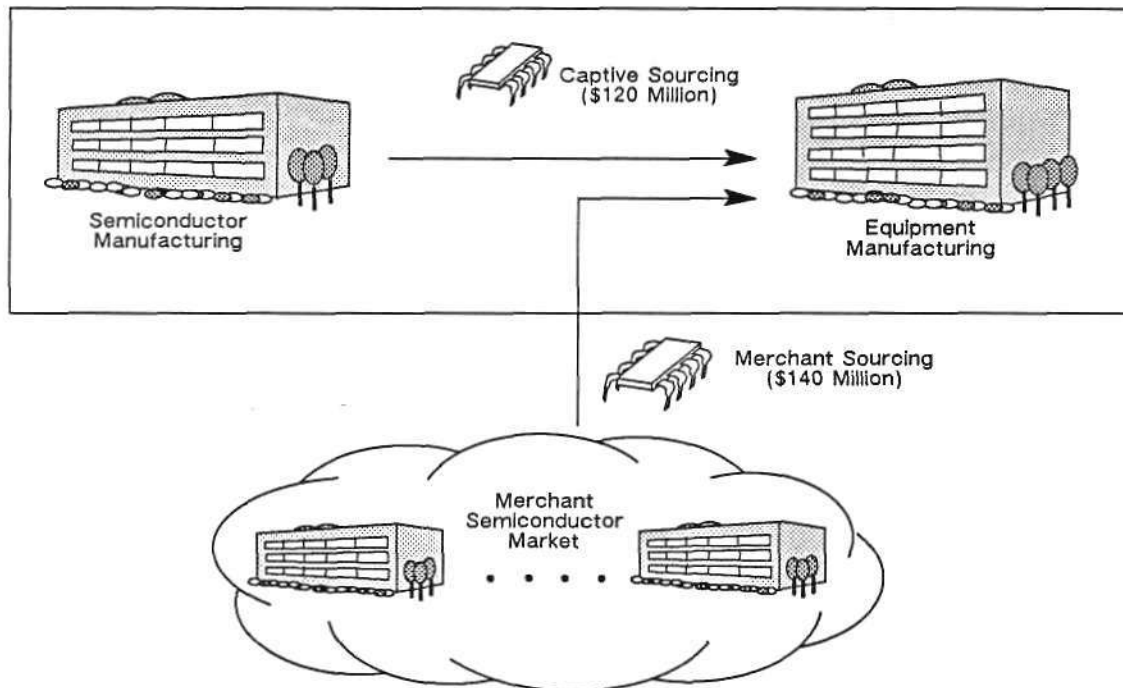 Captive Sourcing
($120 Million)
Semiconductor
Manufacturing
Equipment
Manufacturing
Merchant Sourcing
($140 Million)
Merchant
Semiconductor
Market